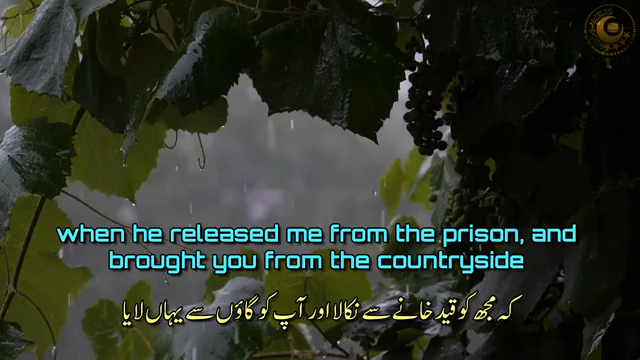 when he released me from the prison, and
brought you from the countryside
کہ مجھ کو قید خانے سے نکالا اور آپ کو گاؤں سے یہاں لایا